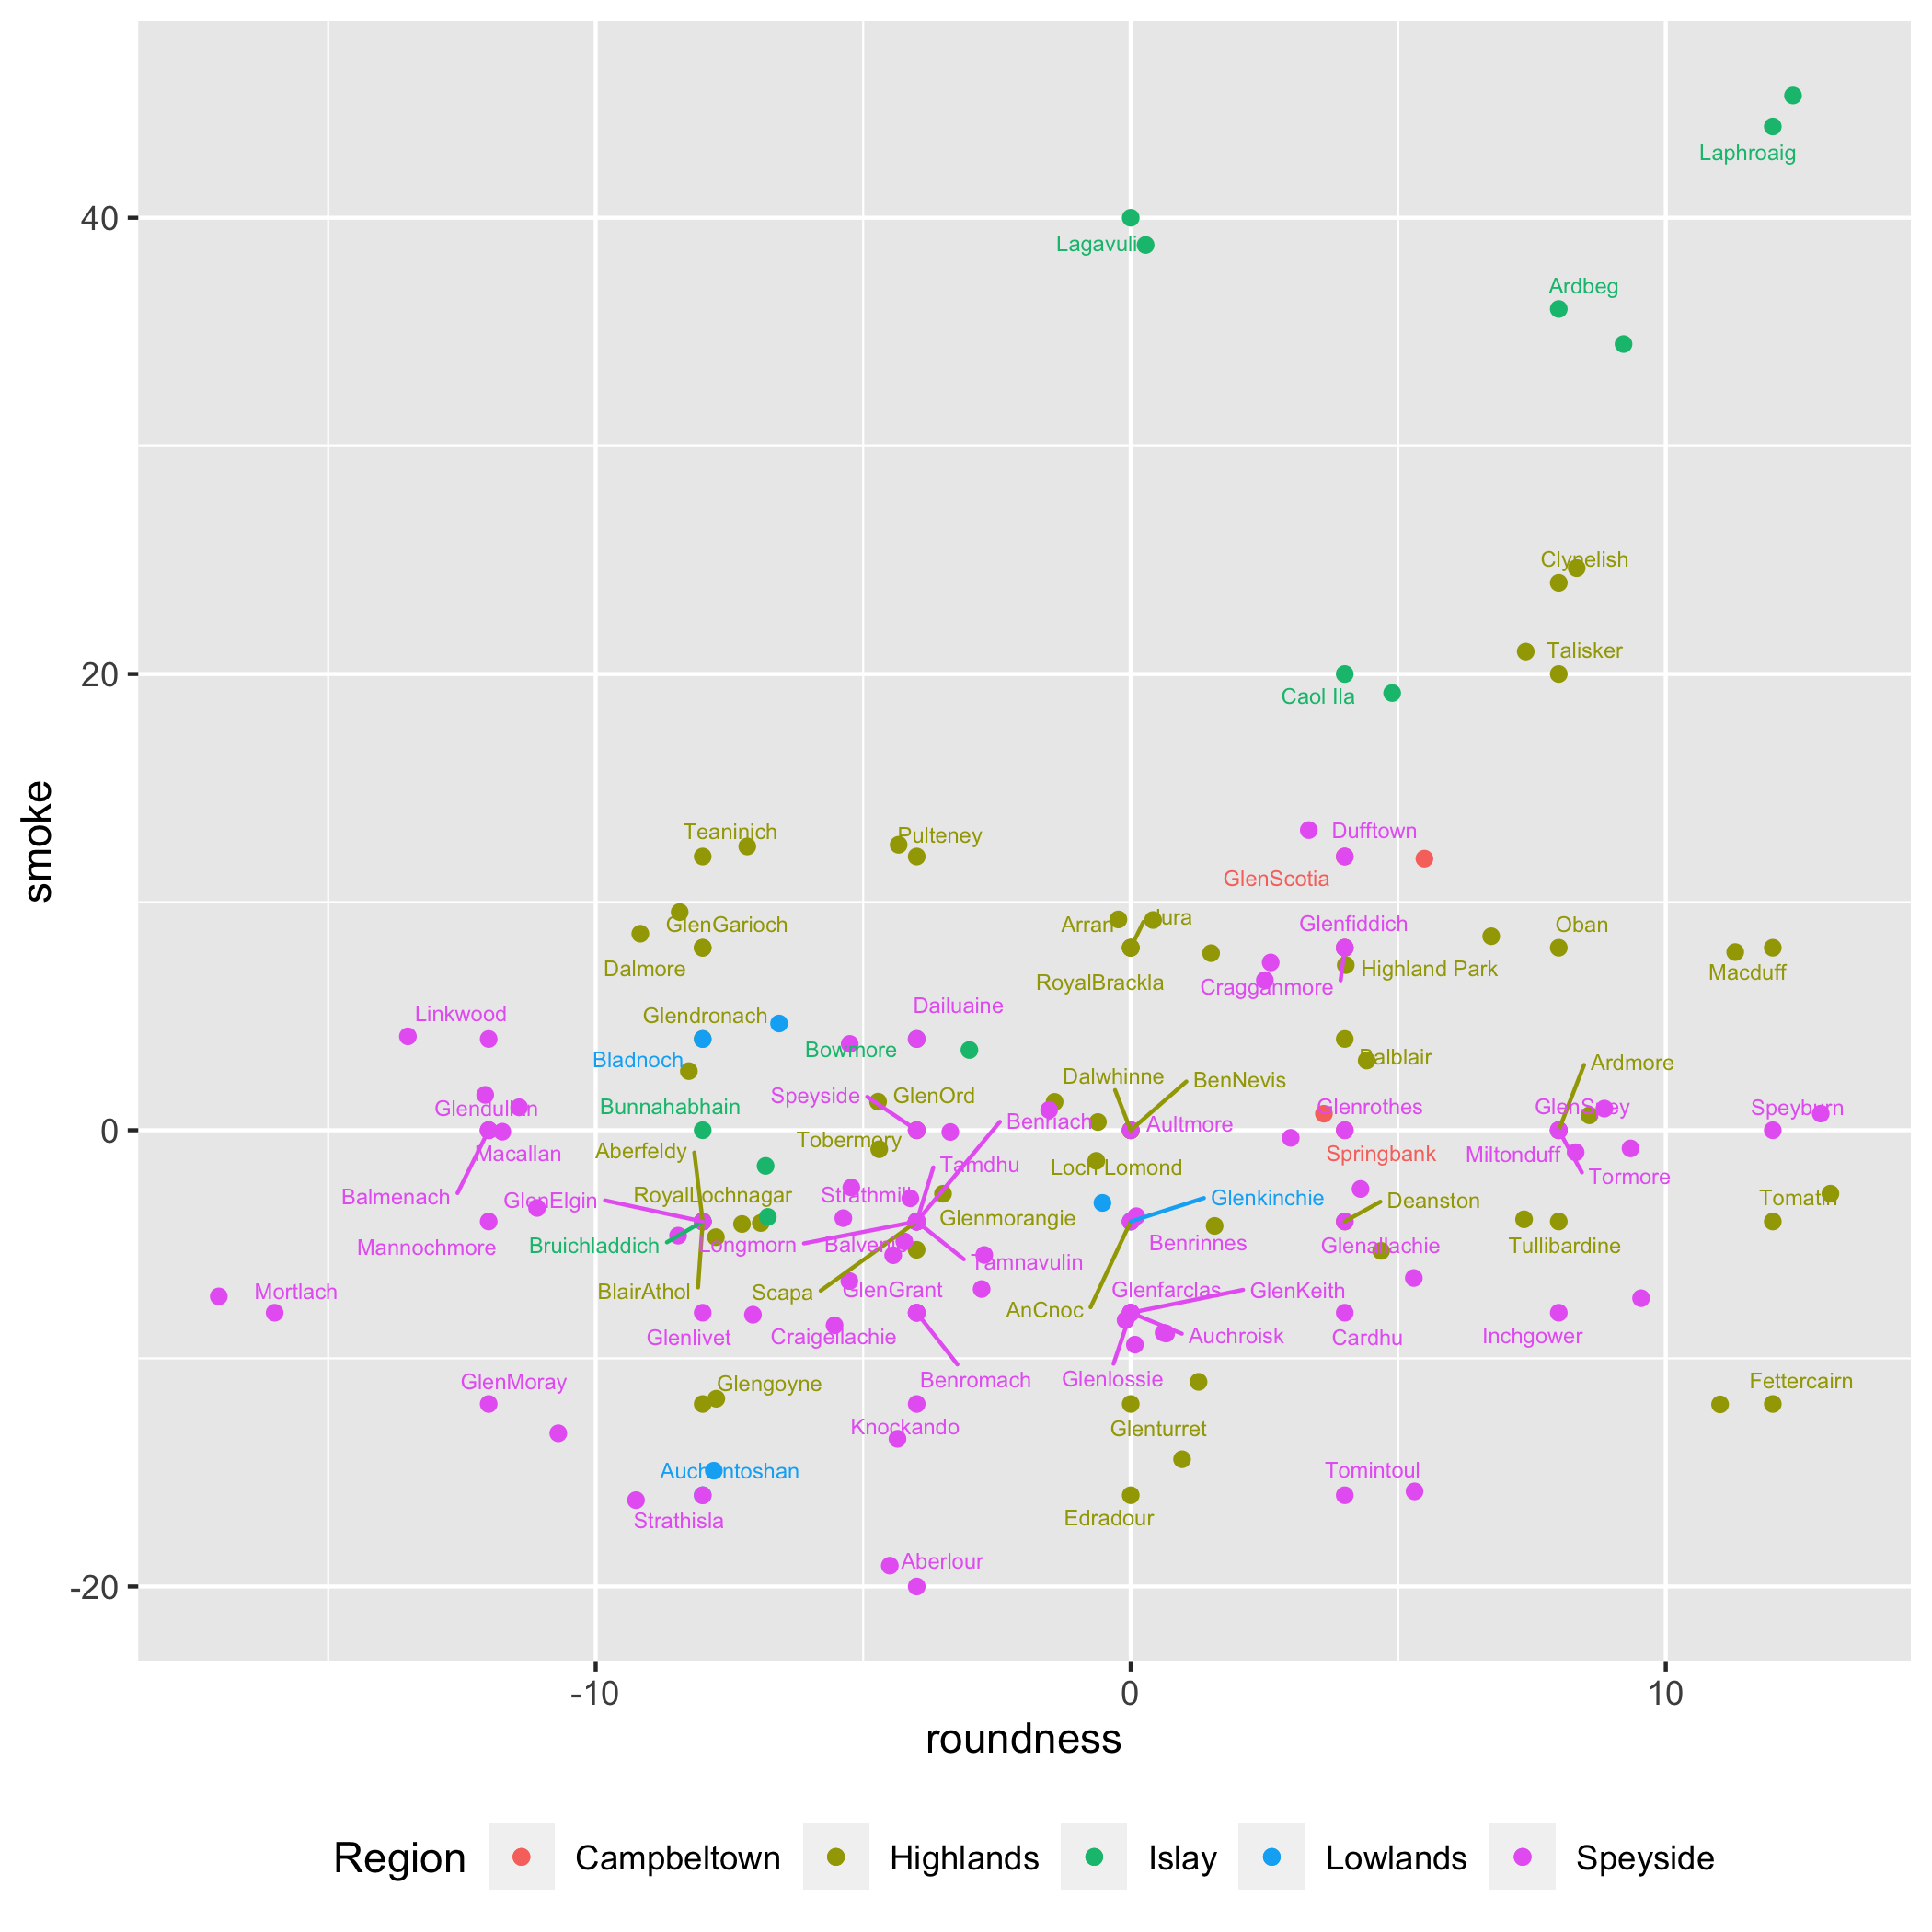 Laphroaig
40
Lagavuli
Ardbeg
Clynelish
Talisker
20
Caol Ila
Teaninich
Pulteney
Dufftown
GlenScotia
GlenGarioch
Arran
Jura
Glenfiddich
Oban
Dalmore
RoyalBrackla
Cragganmore
Highland Park
Macduff
smoke
Linkwood
Glendronach
Dailuaine
Bladnoch
Bowmore
Balblair
Ardmore
Dalwhinne
BenNevis
Speyside
GlenOrd
Glendullan
Bunnahabhain
Benriach
Glenrothes
GlenSpey
Speyburn
0
Aultmore
Macallan
Aberfeldy
Tobermory
Tamdhu
Loch Lomond
Springbank
Miltonduff
Tormore
Balmenach
GlenElgin
RoyalLochnagar
Strathmill
Glenkinchie
Deanston
Tomatin
Glenmorangie
Mannochmore
Bruichladdich
Longmorn
Balvenie
Benrinnes
Glenallachie
Tullibardine
Tamnavulin
Mortlach
BlairAthol
Scapa
GlenGrant
Glenfarclas
GlenKeith
AnCnoc
Glenlivet
Craigellachie
Auchroisk
Cardhu
Inchgower
GlenMoray
Glengoyne
Benromach
Glenlossie
Fettercairn
Knockando
Glenturret
Auchentoshan
Tomintoul
Strathisla
Edradour
Aberlour
-20
-10
0
10
roundness
Region
Campbeltown
Highlands
Islay
Lowlands
Speyside